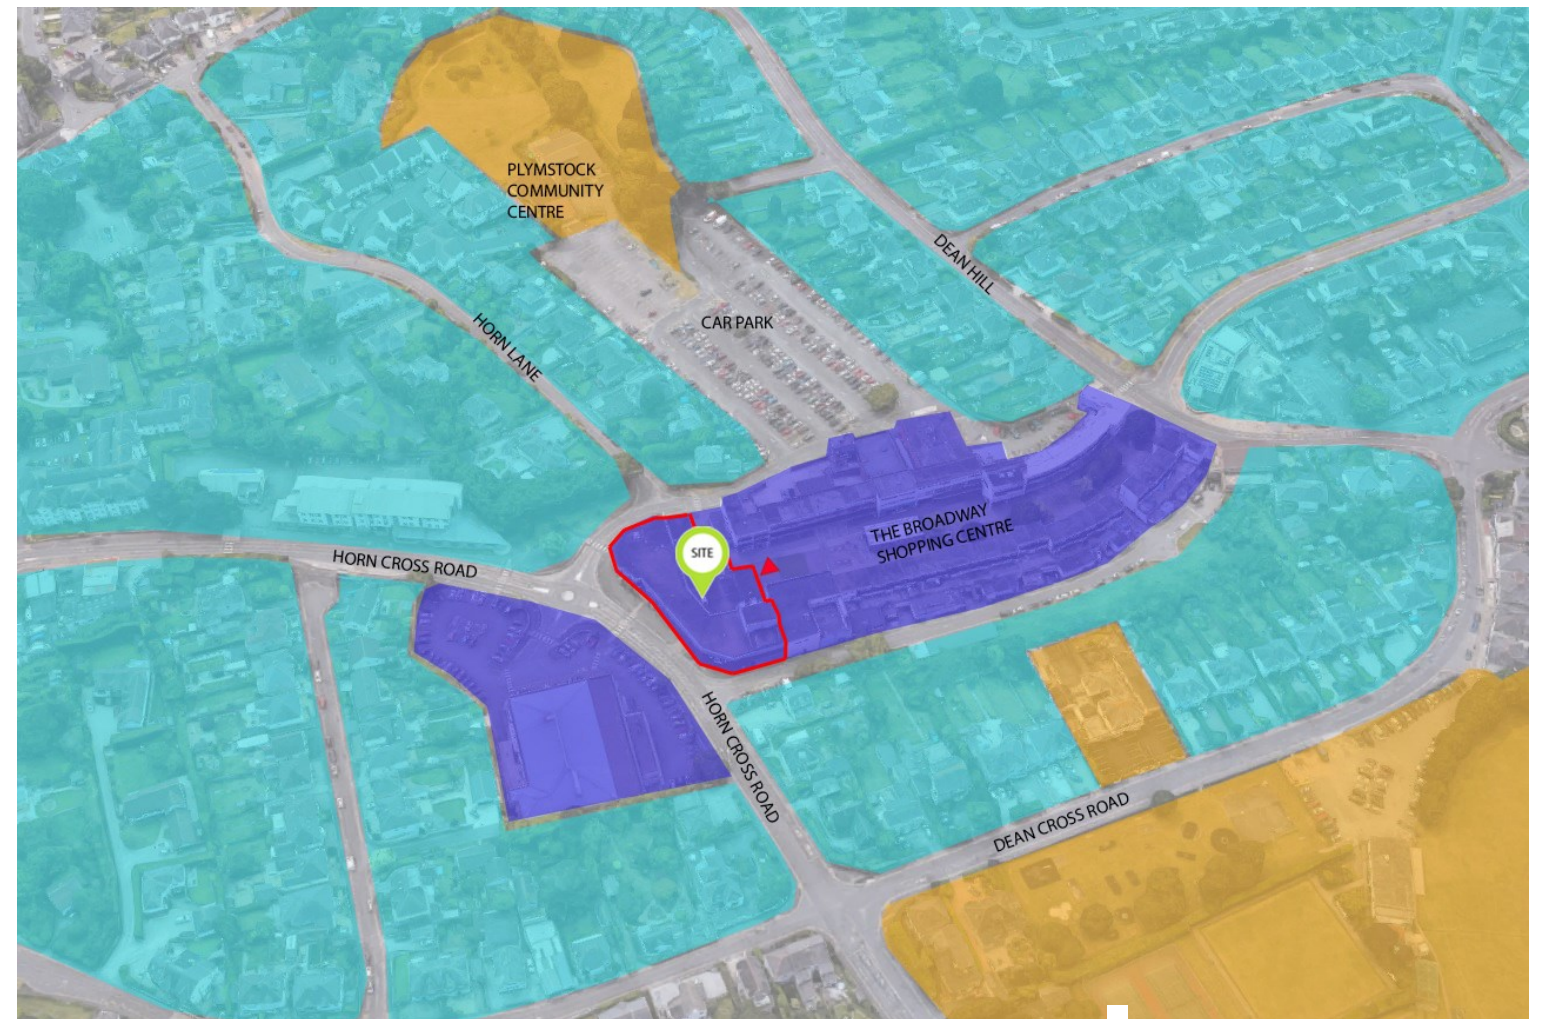 PLYMSTOCK
COMMUNITY
CENTRE
DEAN HILL
CAR PARK
HORN LANE
THE BROADWAY
SHOPPING CENTRE
SITE
HORN CROSS ROAD
HORN CROSS ROAD
DEAN CROSS ROAD